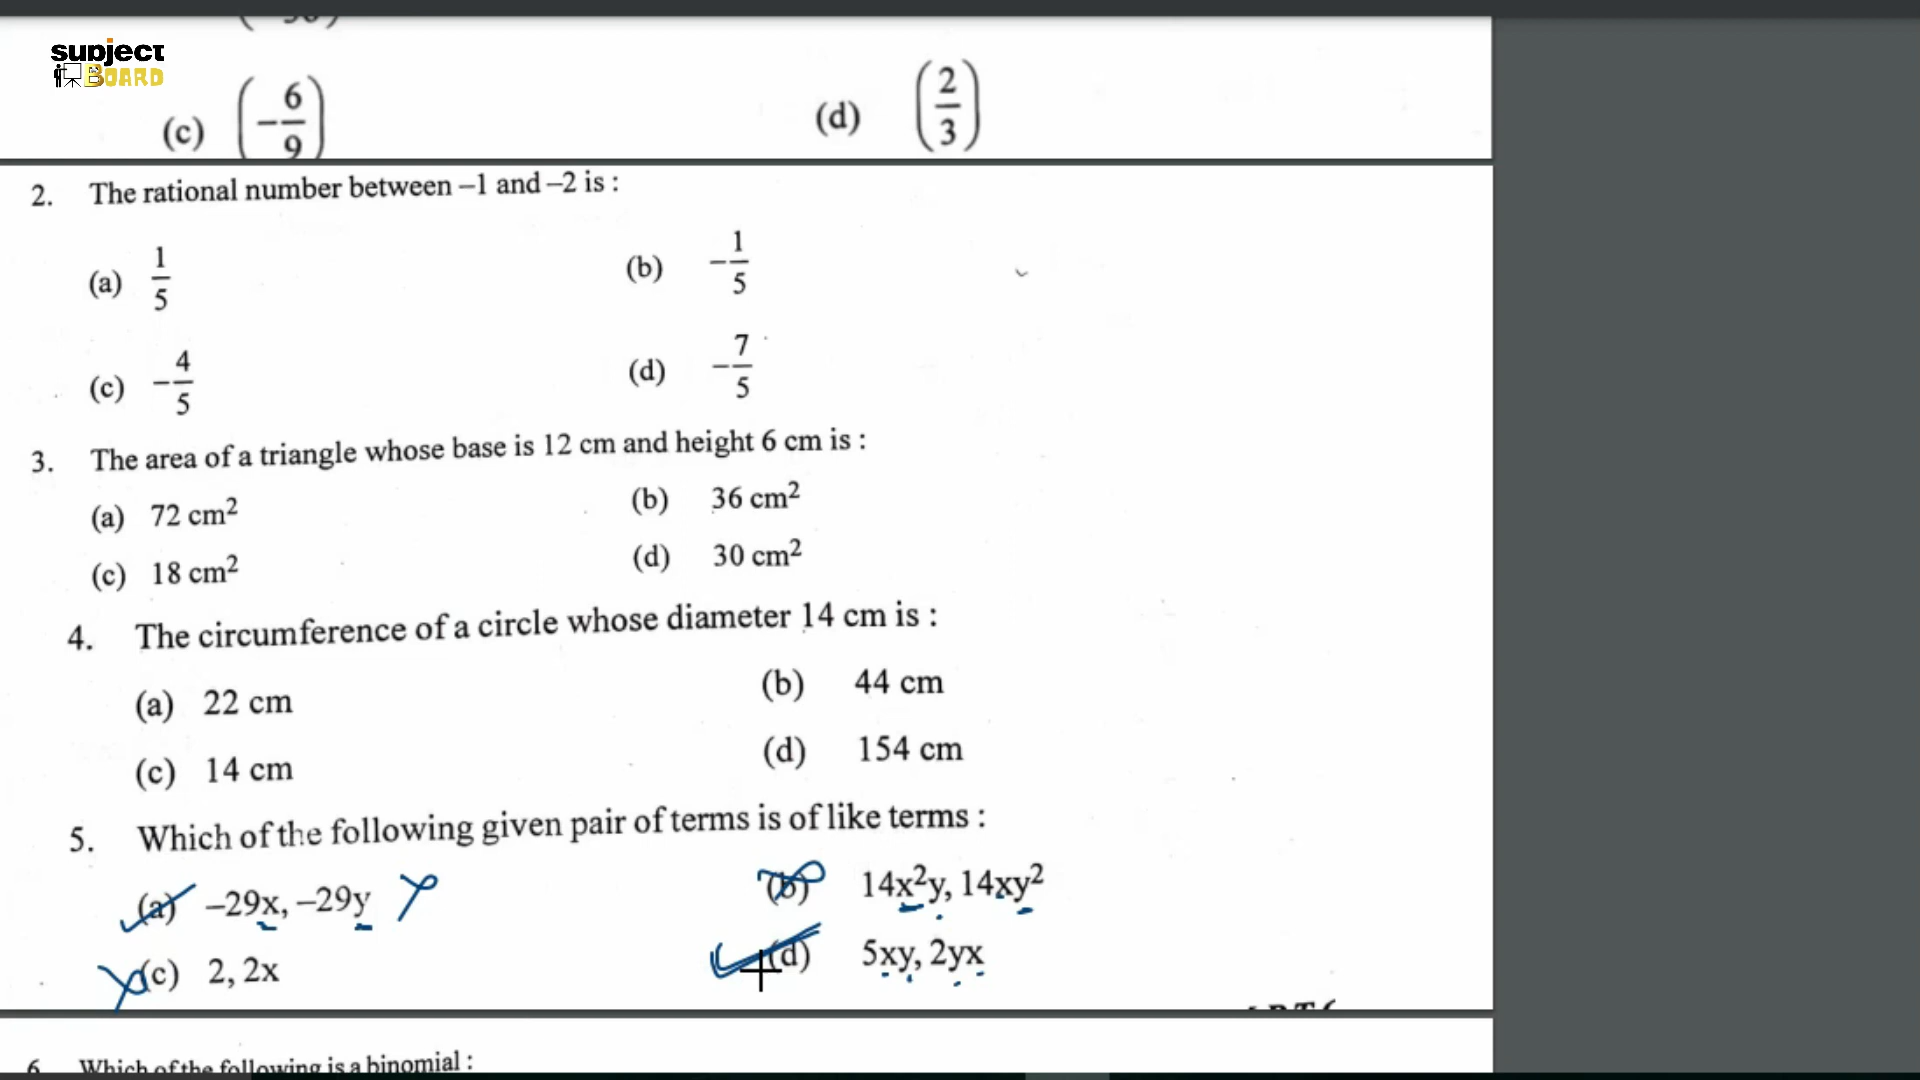 subject
BOARD
(c) (-6/9) (d) (2/3)
2. The rational number between –1 and –2 is :
(a) 1/5 (b) -1/5
(c) -4/5 (d) -7/5
3. The area of a triangle whose base is 12 cm and height 6 cm is :
(a) 72 cm² (b) 36 cm²
(c) 18 cm² (d) 30 cm²
4. The circumference of a circle whose diameter 14 cm is :
(a) 22 cm (b) 44 cm
(c) 14 cm (d) 154 cm
5. Which of the following given pair of terms is of like terms :
(a) –29x, –29y (b) 14x²y, 14xy²
(c) 2, 2x (d) 5xy, 2yx
6 Which of the following is a binomial :